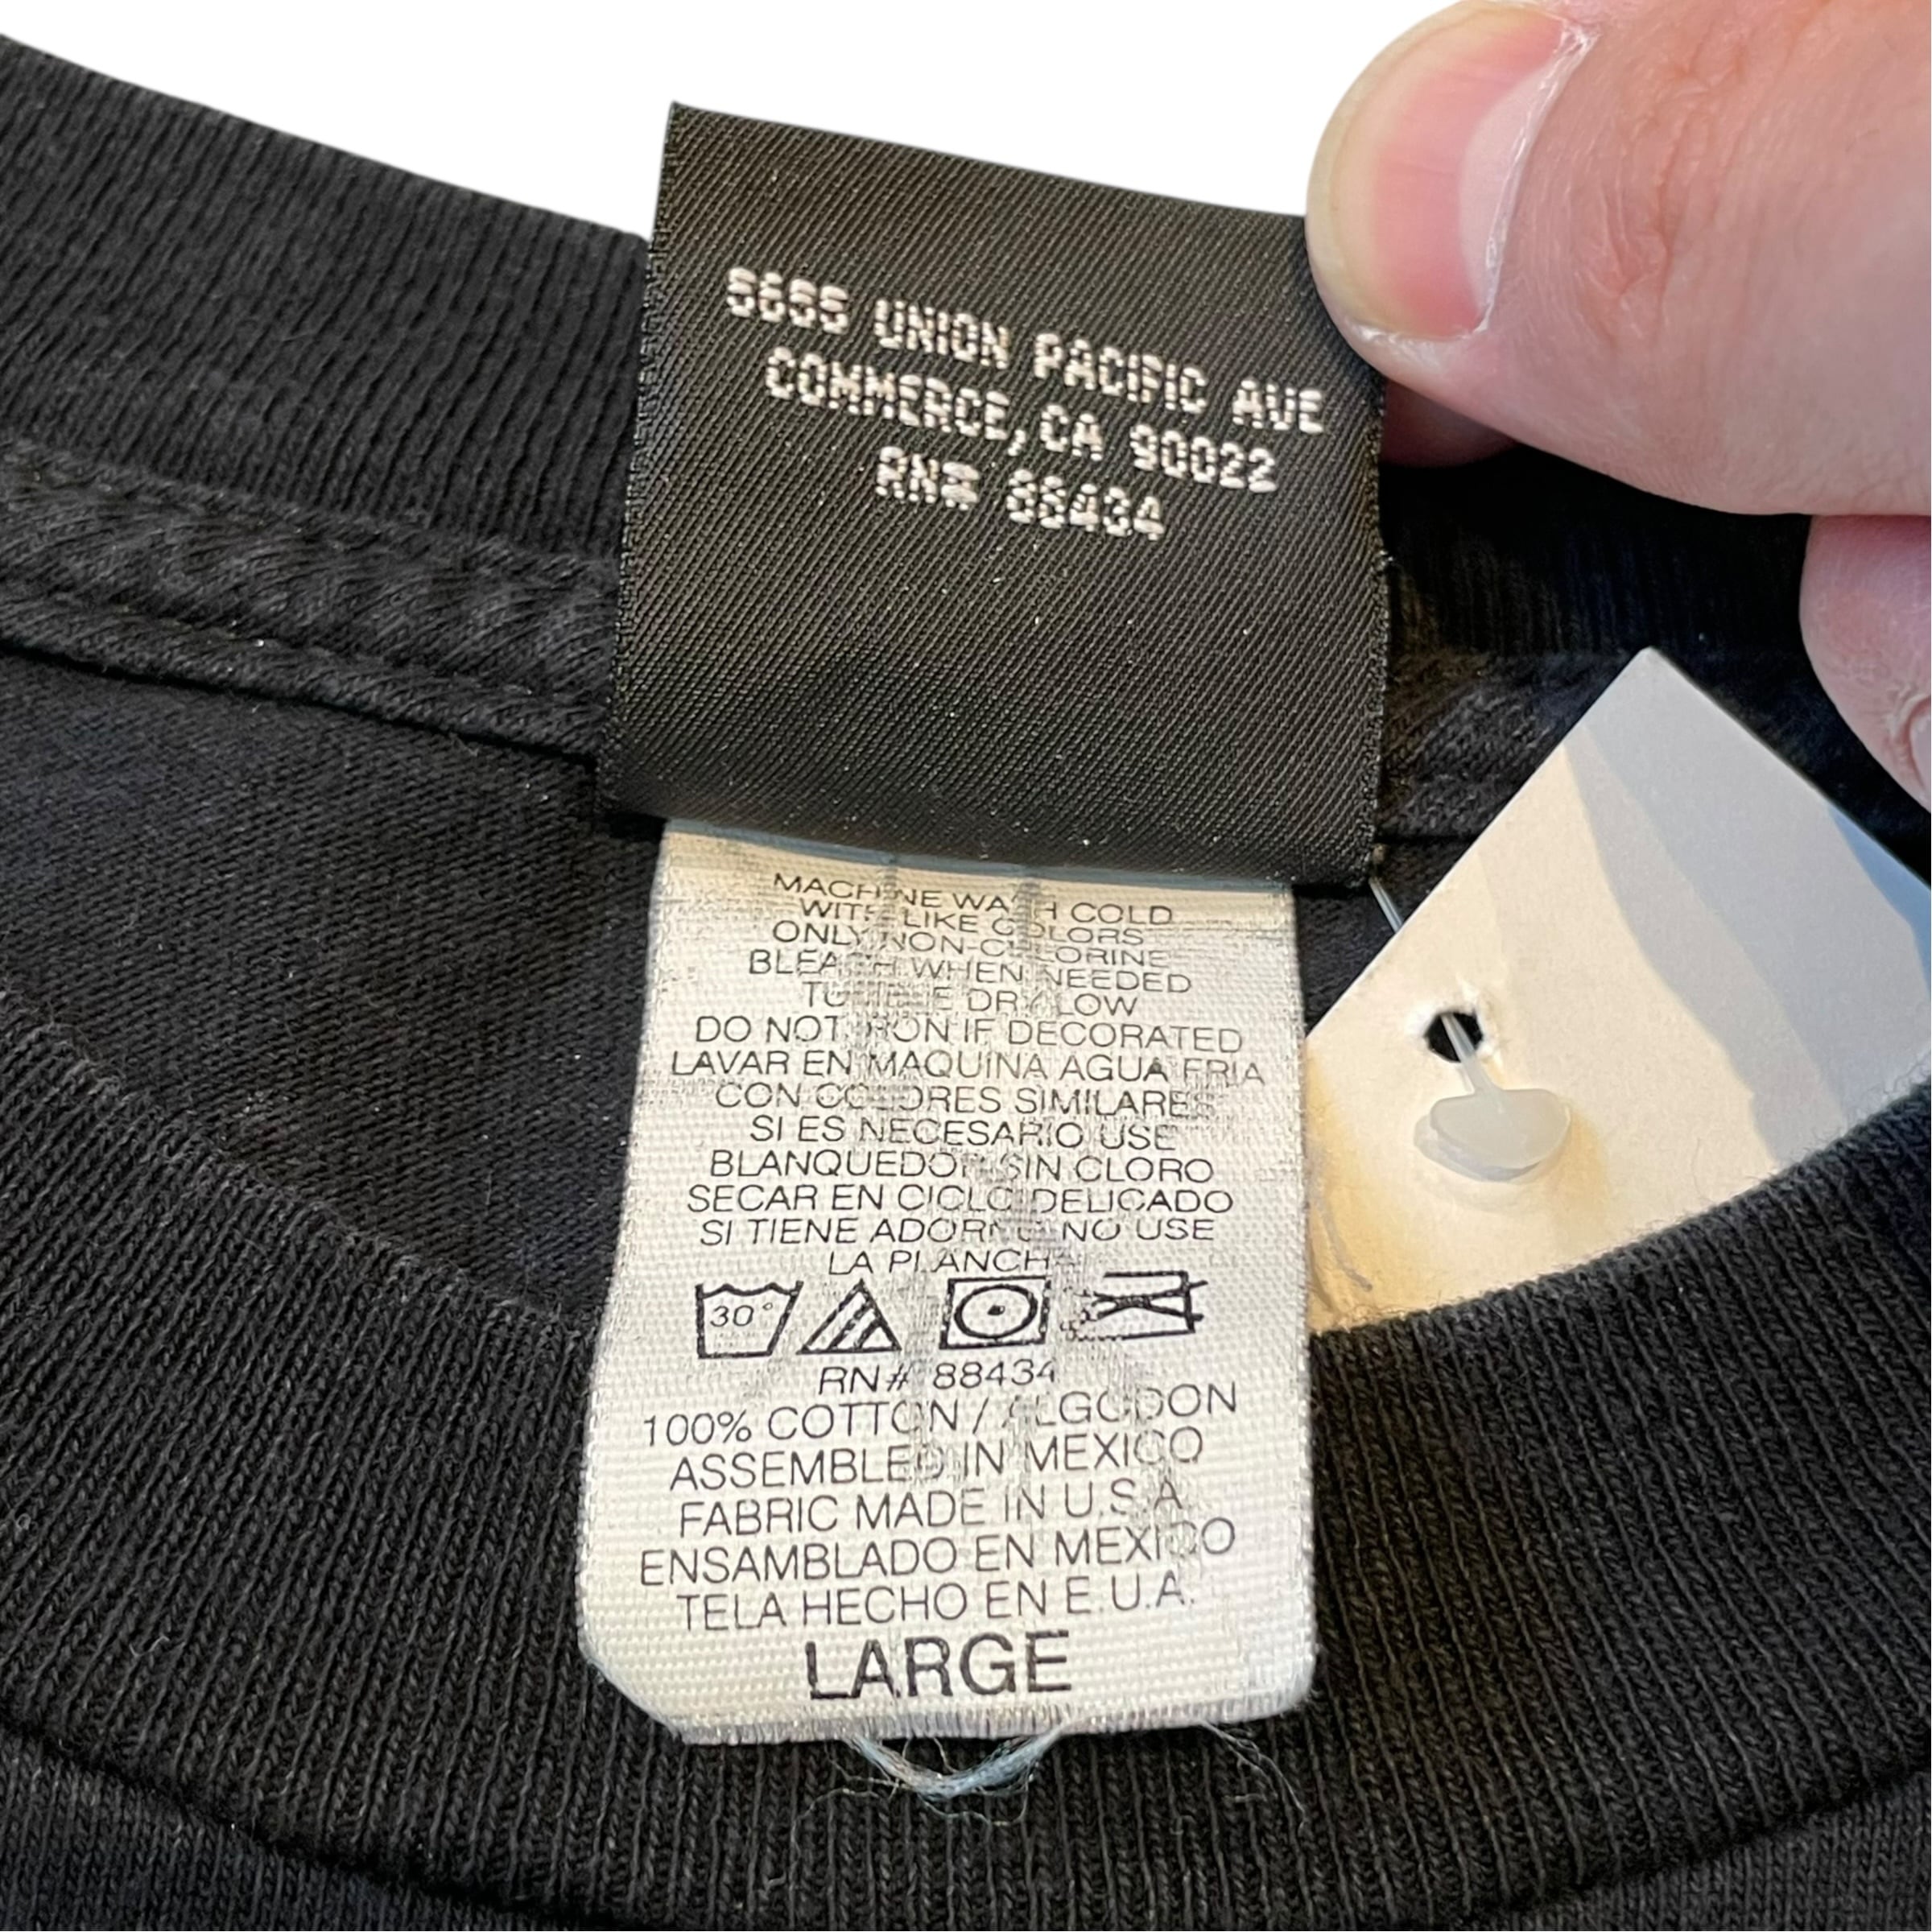 5655 UNION PACIFIC AVE
COMMERCE, CA 90022
RN# 88434
MACHINE WASH COLD
WITH LIKE COLORS
ONLY NON-CHLORINE
BLEACH WHEN NEEDED
TUMBLE DRY LOW
DO NOT IRON IF DECORATED
LAVAR EN MAQUINA AGUA FRIA
CON COLORES SIMILARES
SI ES NECESARIO USE
BLANQUEDOR SIN CLORO
SECAR EN CICLO DELICADO
SI TIENE ADORNO NO USE
LA PLANCHA
30°
RN# 88434
100% COTTON / ALGODON
ASSEMBLED IN MEXICO
FABRIC MADE IN U.S.A.
ENSAMBLADO EN MEXICO
TELA HECHO EN E.U.A.
LARGE